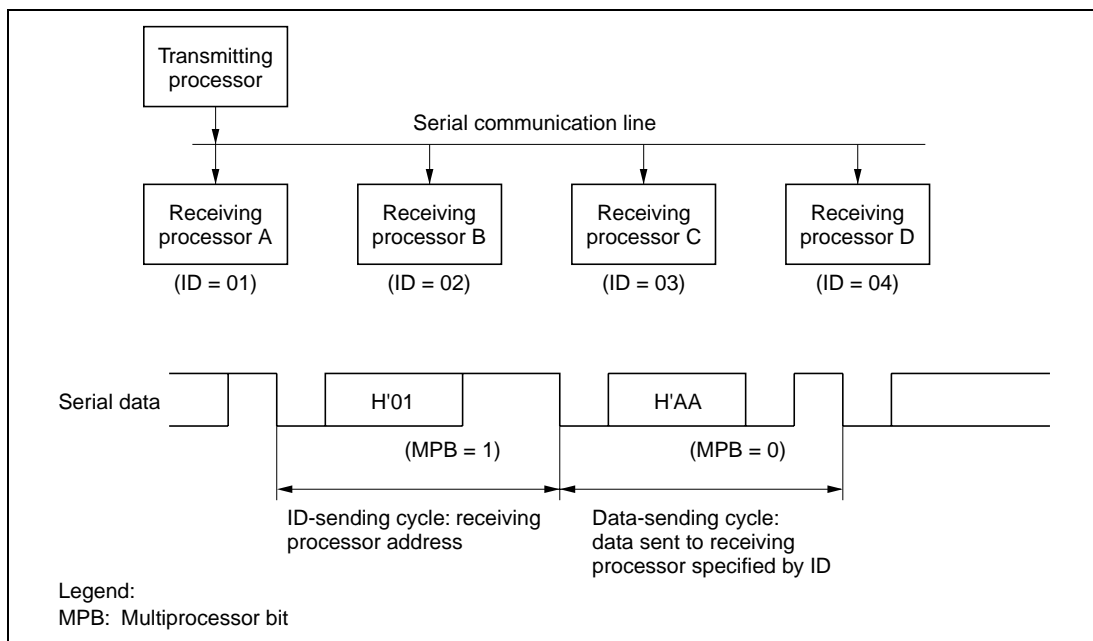 Transmitting
processor
Serial communication line
Receiving
processor A
Receiving
processor B
Receiving
processor C
Receiving
processor D
(ID = 01)
(ID = 02)
(ID = 03)
(ID = 04)
Serial data
H'01
H'AA
(MPB = 1)
(MPB = 0)
ID-sending cycle: receiving
processor address
Data-sending cycle:
data sent to receiving
processor specified by ID
Legend:
MPB: Multiprocessor bit